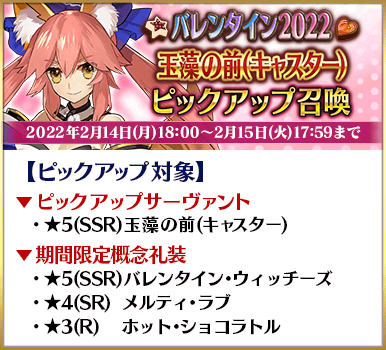 バレンタイン2022
玉藻の前(キャスター)
ピックアップ召喚
2022年2月14日(月)18:00～2月15日(火)17:59まで
【ピックアップ対象】
▼ピックアップサーヴァント
・★5(SSR)玉藻の前(キャスター)
▼期間限定概念礼装
・★5(SSR)バレンタイン・ウィッチーズ
・★4(SR) メルティ・ラブ
・★3(R) ホット・ショコラトル